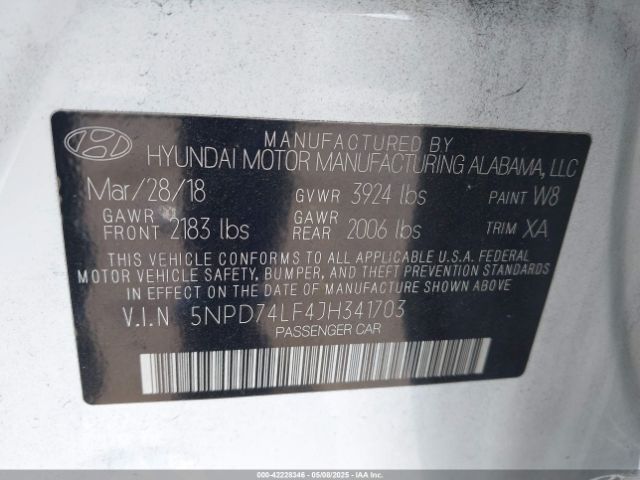 MANUFACTURED BY
HYUNDAI MOTOR MANUFACTURING ALABAMA, LLC
Mar/28/18 GVWR 3924 lbs PAINT W8
GAWR FRONT 2183 lbs GAWR REAR 2006 lbs TRIM XA
THIS VEHICLE CONFORMS TO ALL APPLICABLE U.S.A. FEDERAL
MOTOR VEHICLE SAFETY, BUMPER, AND THEFT PREVENTION STANDARDS
IN EFFECT ON THE DATE OF MANUFACTURE SHOWN ABOVE.
V.I.N 5NPD74LF4JH341703
PASSENGER CAR
000-42228346 - 05/08/2025 - IAAI.COM